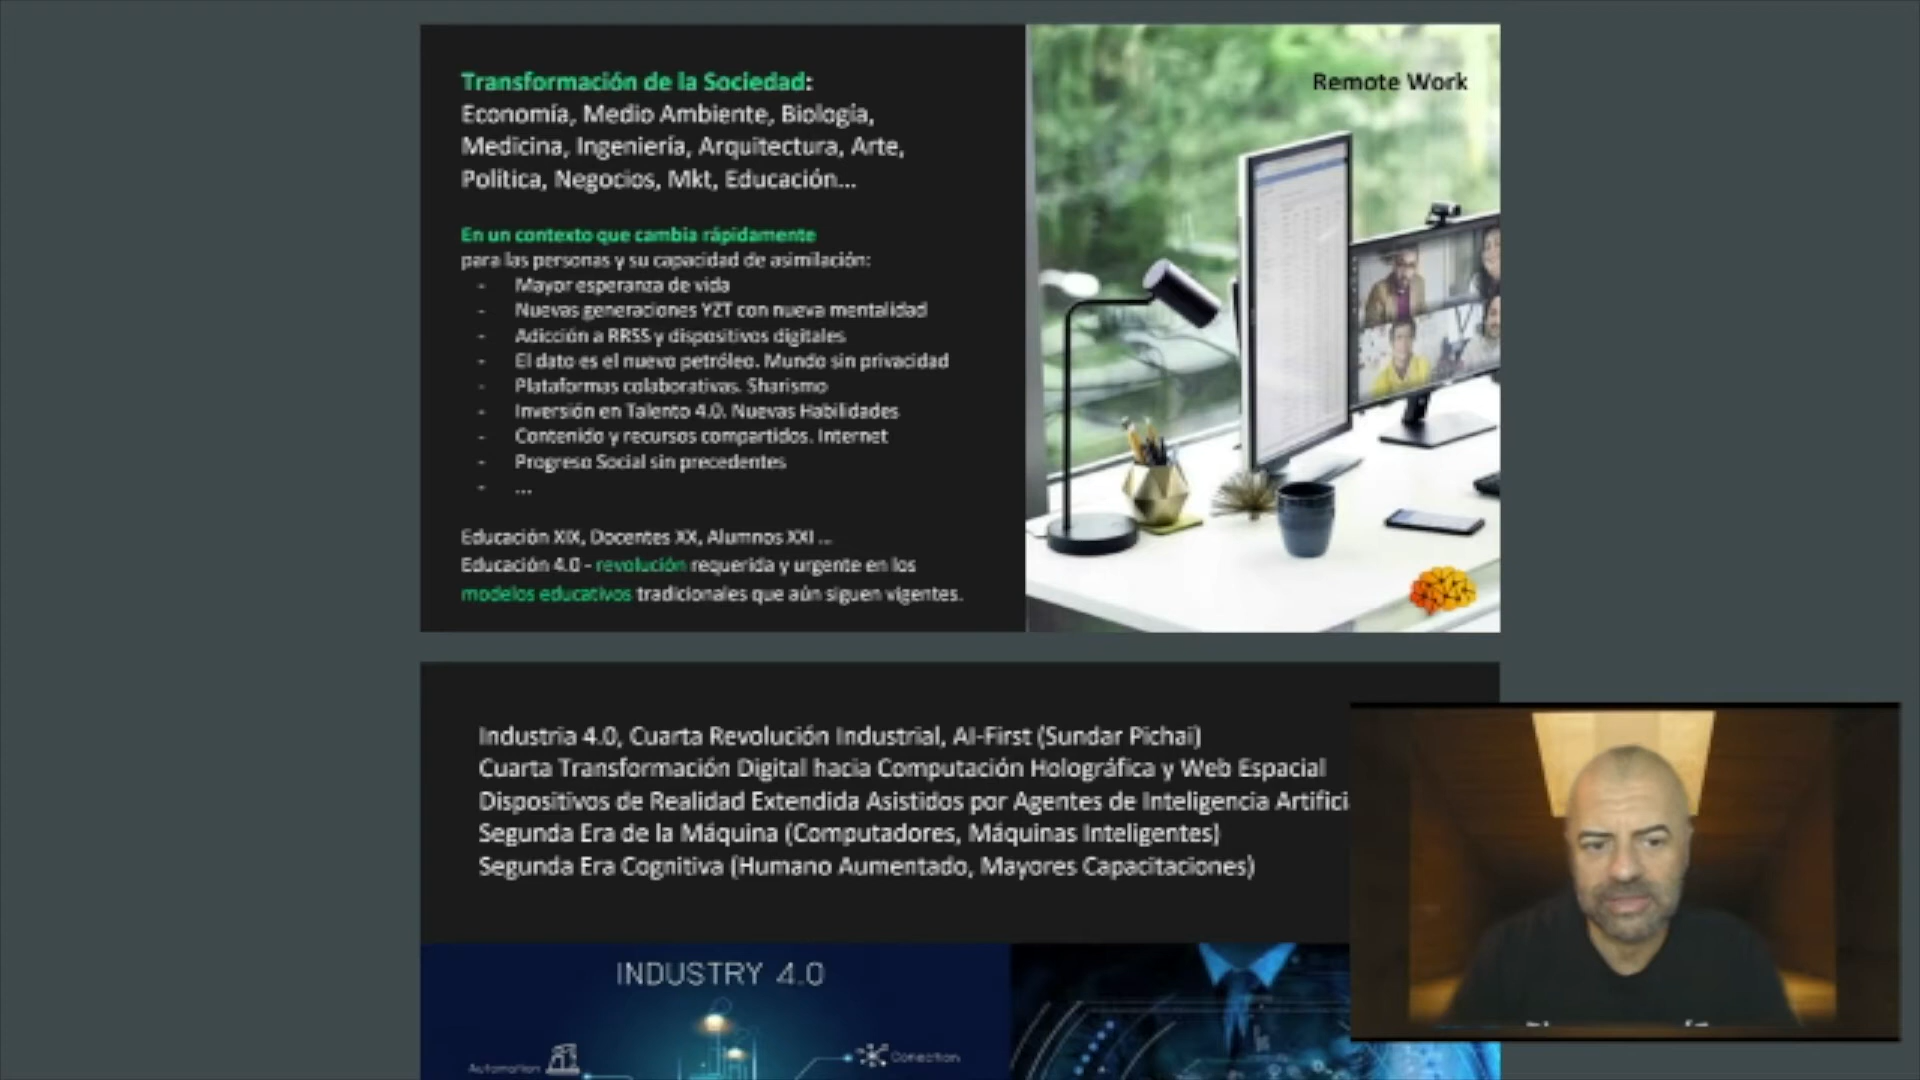 Transformación de la Sociedad:
Economía, Medio Ambiente, Biología,
Medicina, Ingeniería, Arquitectura, Arte,
Política, Negocios, Mkt, Educación...
En un contexto que cambia rápidamente
para las personas y su capacidad de asimilación:
- Mayor esperanza de vida
- Nuevas generaciones YZT con nueva mentalidad
- Adicción a RRSS y dispositivos digitales
- El dato es el nuevo petróleo. Mundo sin privacidad
- Plataformas colaborativas. Sharismo
- Inversión en Talento 4.0. Nuevas Habilidades
- Contenido y recursos compartidos. Internet
- Progreso Social sin precedentes
- ...
Educación XIX, Docentes XX, Alumnos XXI ...
Educación 4.0 - revolución requerida y urgente en los
modelos educativos tradicionales que aún siguen vigentes.
Remote Work
Industria 4.0, Cuarta Revolución Industrial, AI-First (Sundar Pichai)
Cuarta Transformación Digital hacia Computación Holográfica y Web Espacial
Dispositivos de Realidad Extendida Asistidos por Agentes de Inteligencia Artifici
Segunda Era de la Máquina (Computadores, Máquinas Inteligentes)
Segunda Era Cognitiva (Humano Aumentado, Mayores Capacitaciones)
INDUSTRY 4.0
Automation
Conection